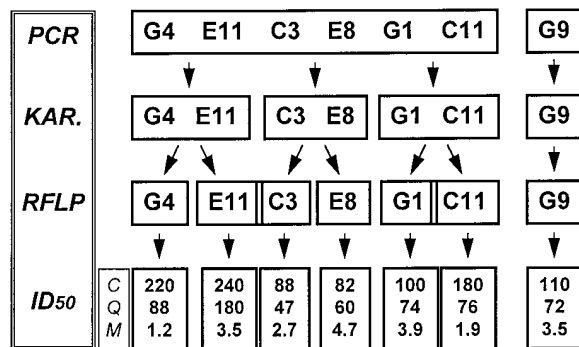 PCR G4 E11 C3 E8 G1 C11 G9
KAR. G4 E11 C3 E8 G1 C11 G9
RFLP G4 E11 C3 E8 G1 C11 G9
C 220 240 88 82 100 180 110
ID50 Q 88 180 47 60 74 76 72
M 1.2 3.5 2.7 4.7 3.9 1.9 3.5